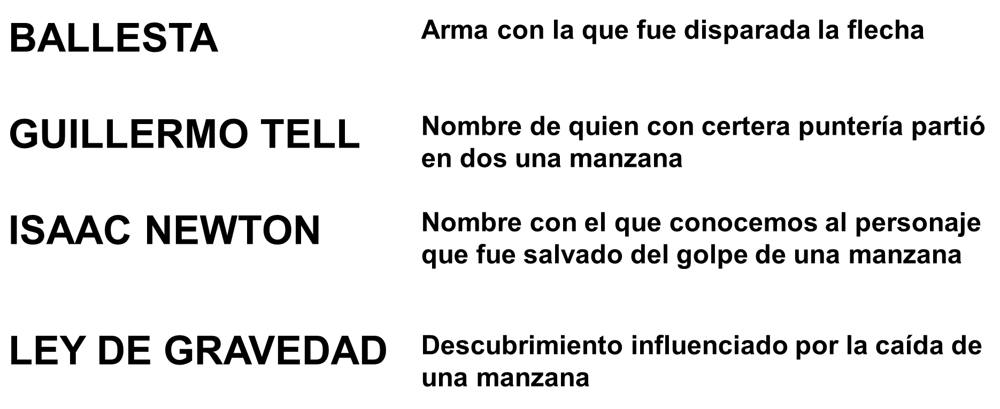 BALLESTA
Arma con la que fue disparada la flecha
GUILLERMO TELL
Nombre de quien con certera puntería partió
en dos una manzana
ISAAC NEWTON
Nombre con el que conocemos al personaje
que fue salvado del golpe de una manzana
LEY DE GRAVEDAD
Descubrimiento influenciado por la caída de
una manzana